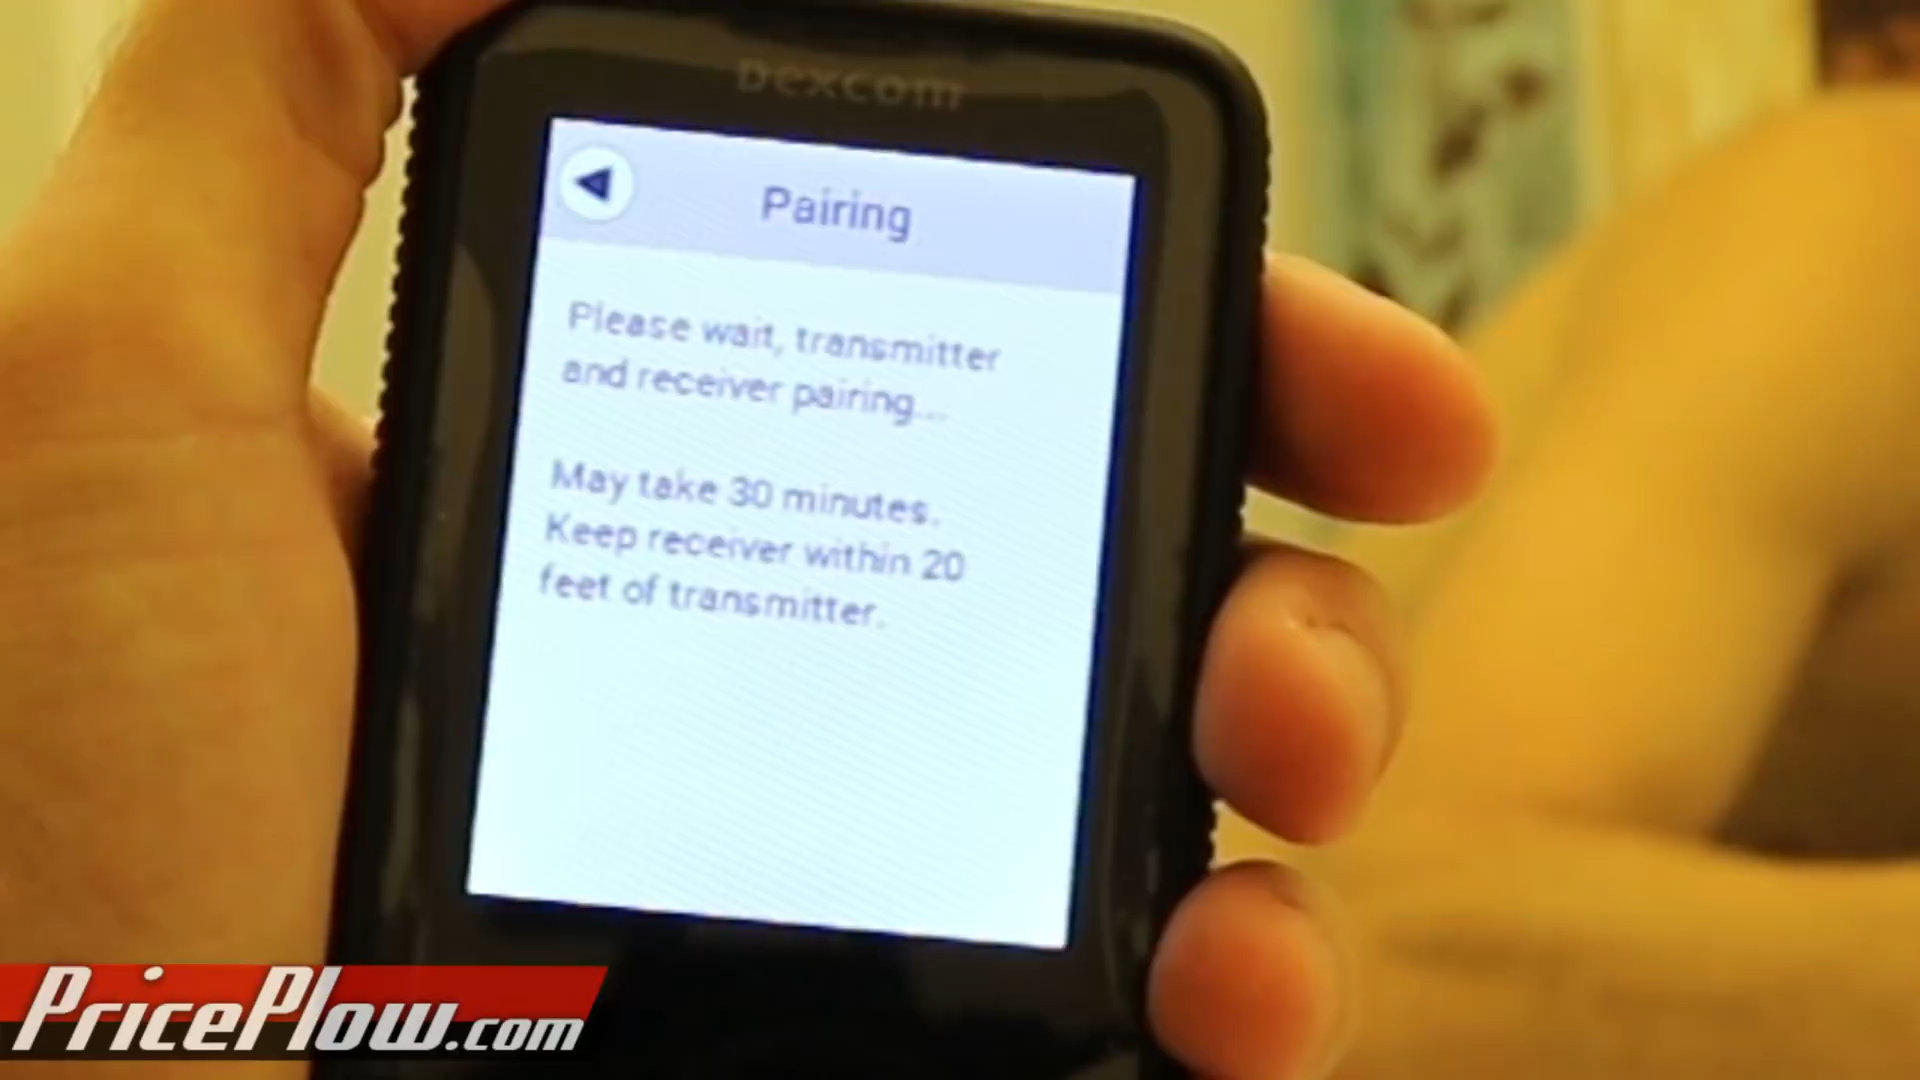 Dexcom
Pairing
Please wait, transmitter
and receiver pairing...
May take 30 minutes.
Keep receiver within 20
feet of transmitter.
PricePlow.com